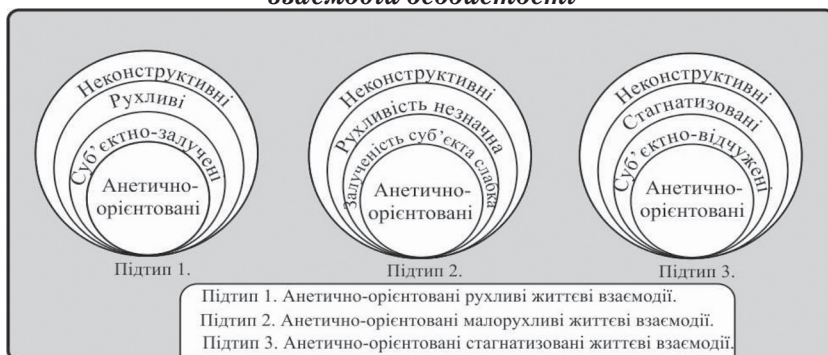 взаємодій особистості
Неконструктивні
Рухливі
Суб’єктно-залучені
Анетично-
орієнтовані
Підтип 1.
Неконструктивні
Рухливість незначна
Залученість суб’єкта слабка
Анетично-
орієнтовані
Підтип 2.
Неконструктивні
Стагнатизовані
Суб’єктно-відчужені
Анетично-
орієнтовані
Підтип 3.
Підтип 1. Анетично-орієнтовані рухливі життєві взаємодії.
Підтип 2. Анетично-орієнтовані малорухливі життєві взаємодії.
Підтип 3. Анетично-орієнтовані стагнатизовані життєві взаємодії.